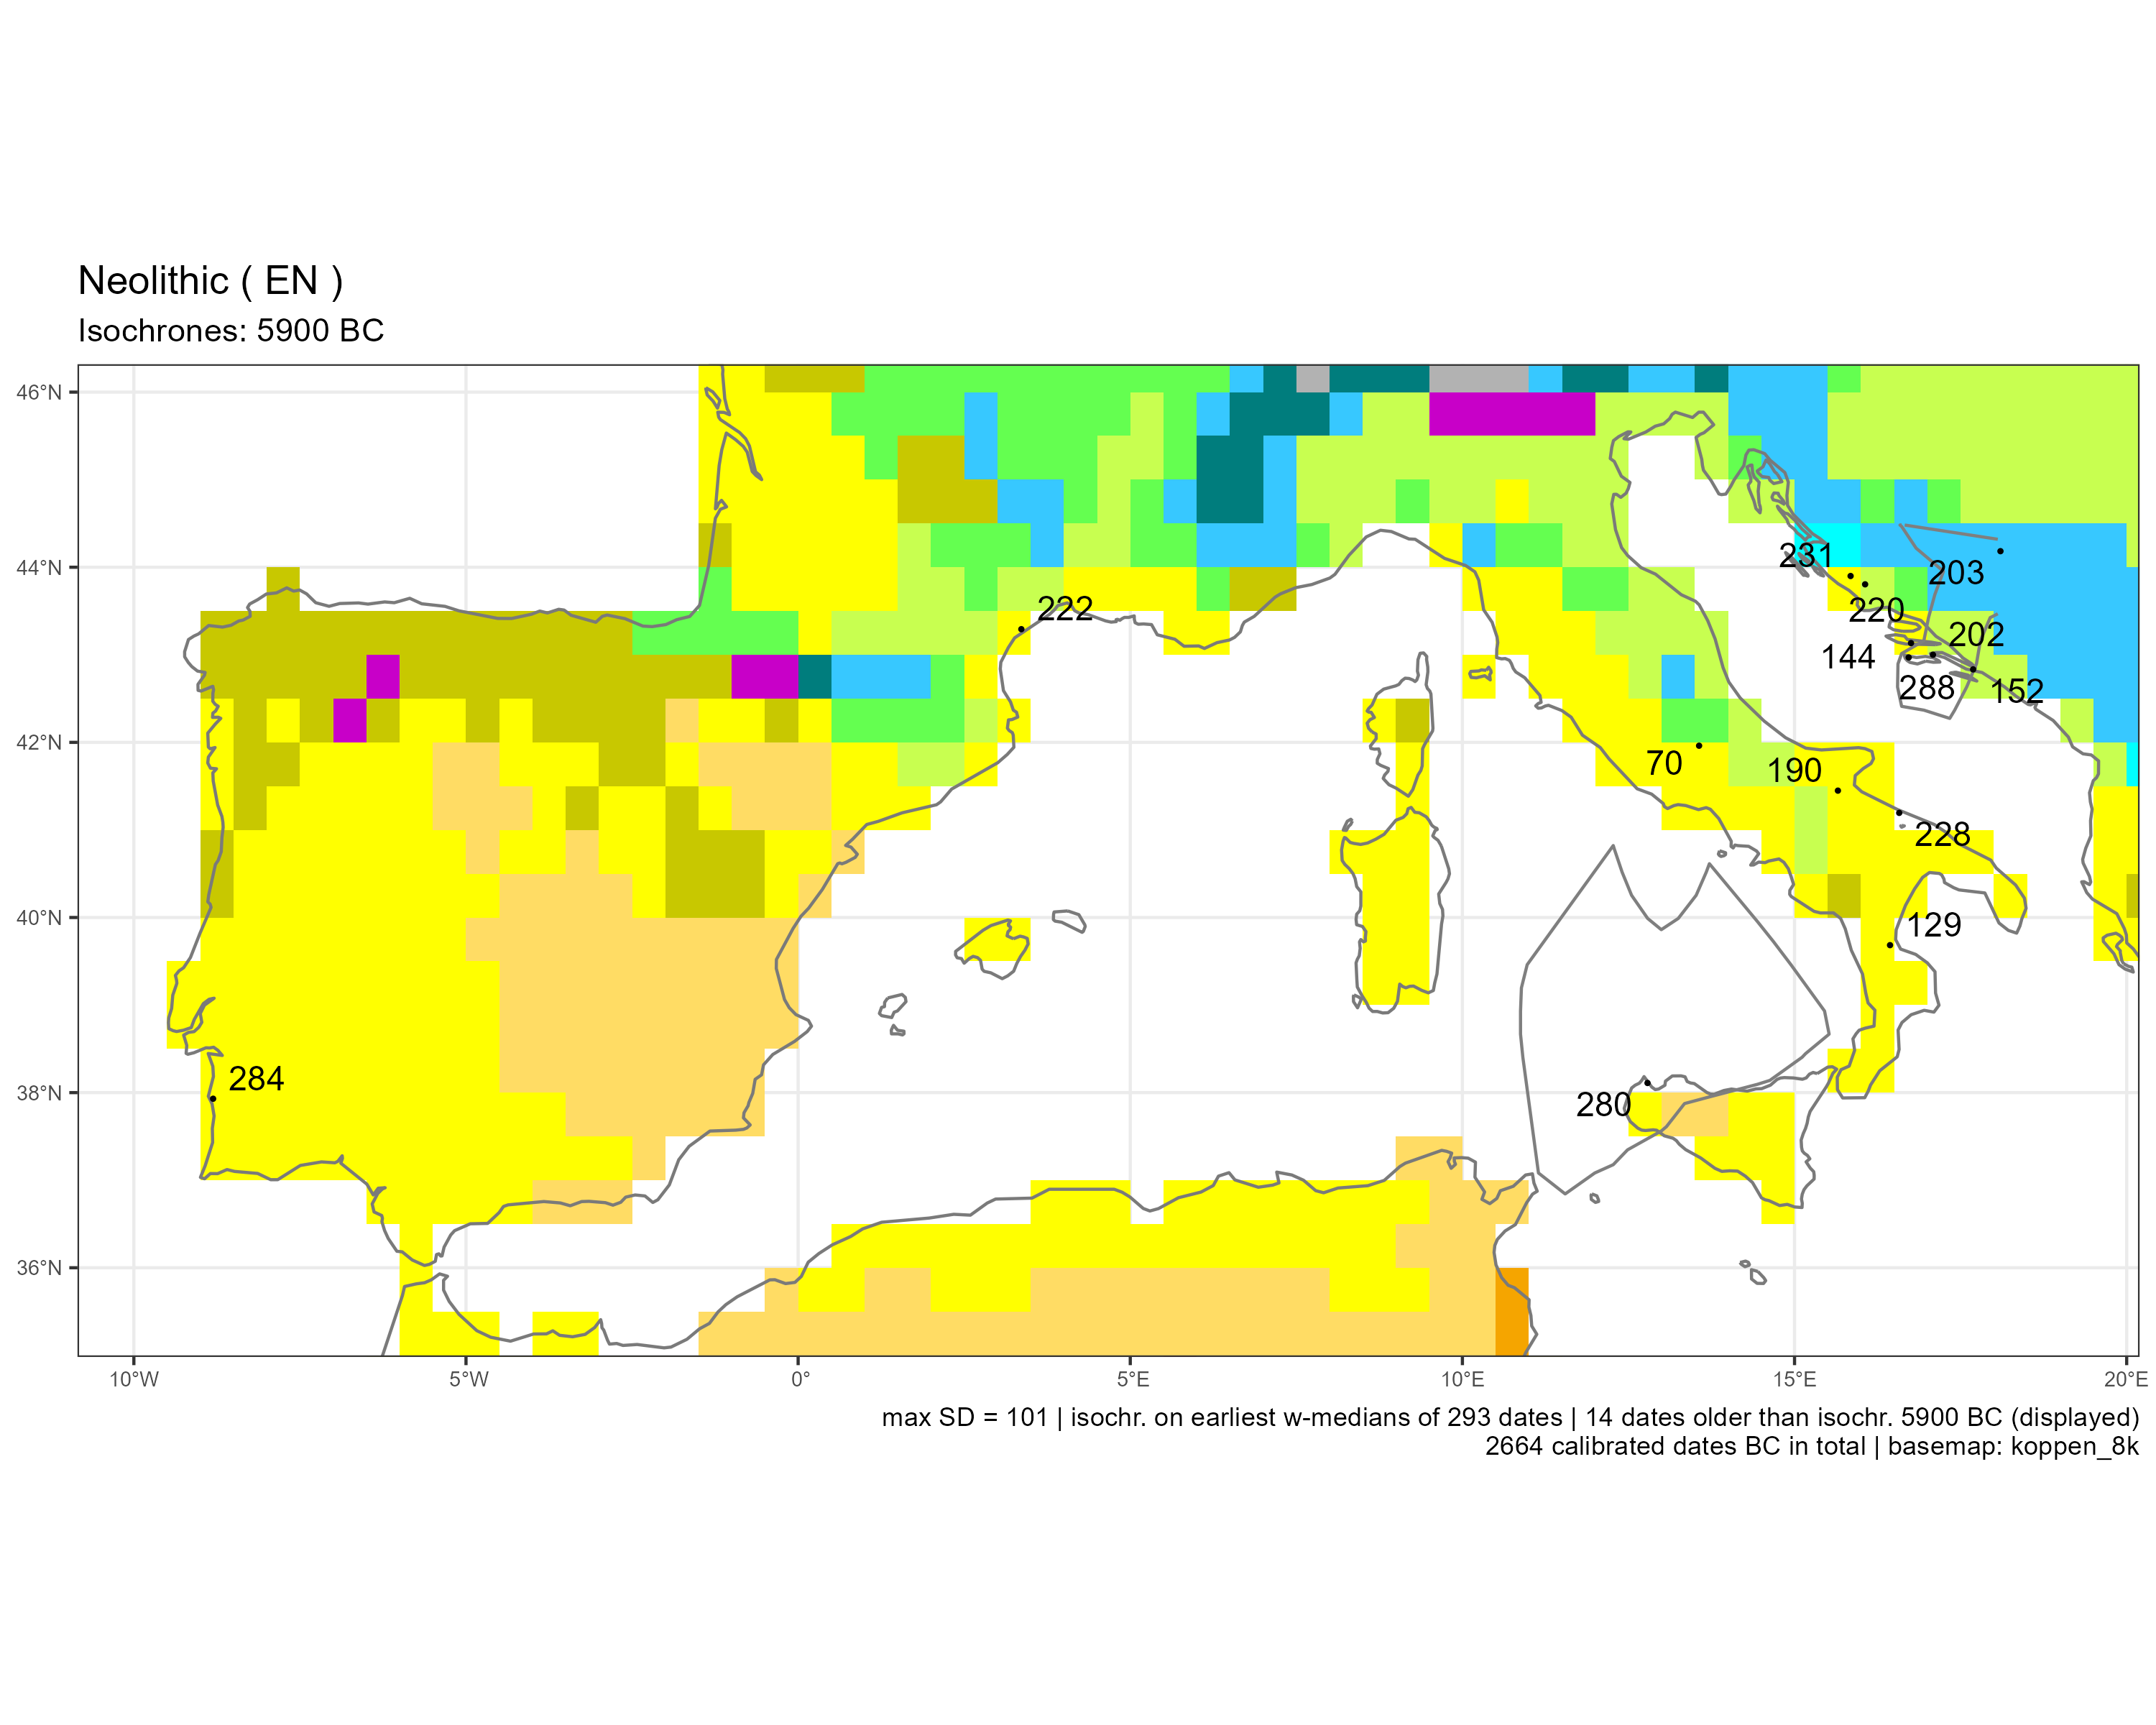 Neolithic ( EN )
Isochrones: 5900 BC
46°N
44°N
42°N
40°N
38°N
36°N
231
203
222
220
202
144
288
152
70
190
228
129
284
280
10°W
5°W
0°
5°E
10°E
15°E
20°E
max SD = 101 | isochr. on earliest w-medians of 293 dates | 14 dates older than isochr. 5900 BC (displayed)
2664 calibrated dates BC in total | basemap: koppen_8k